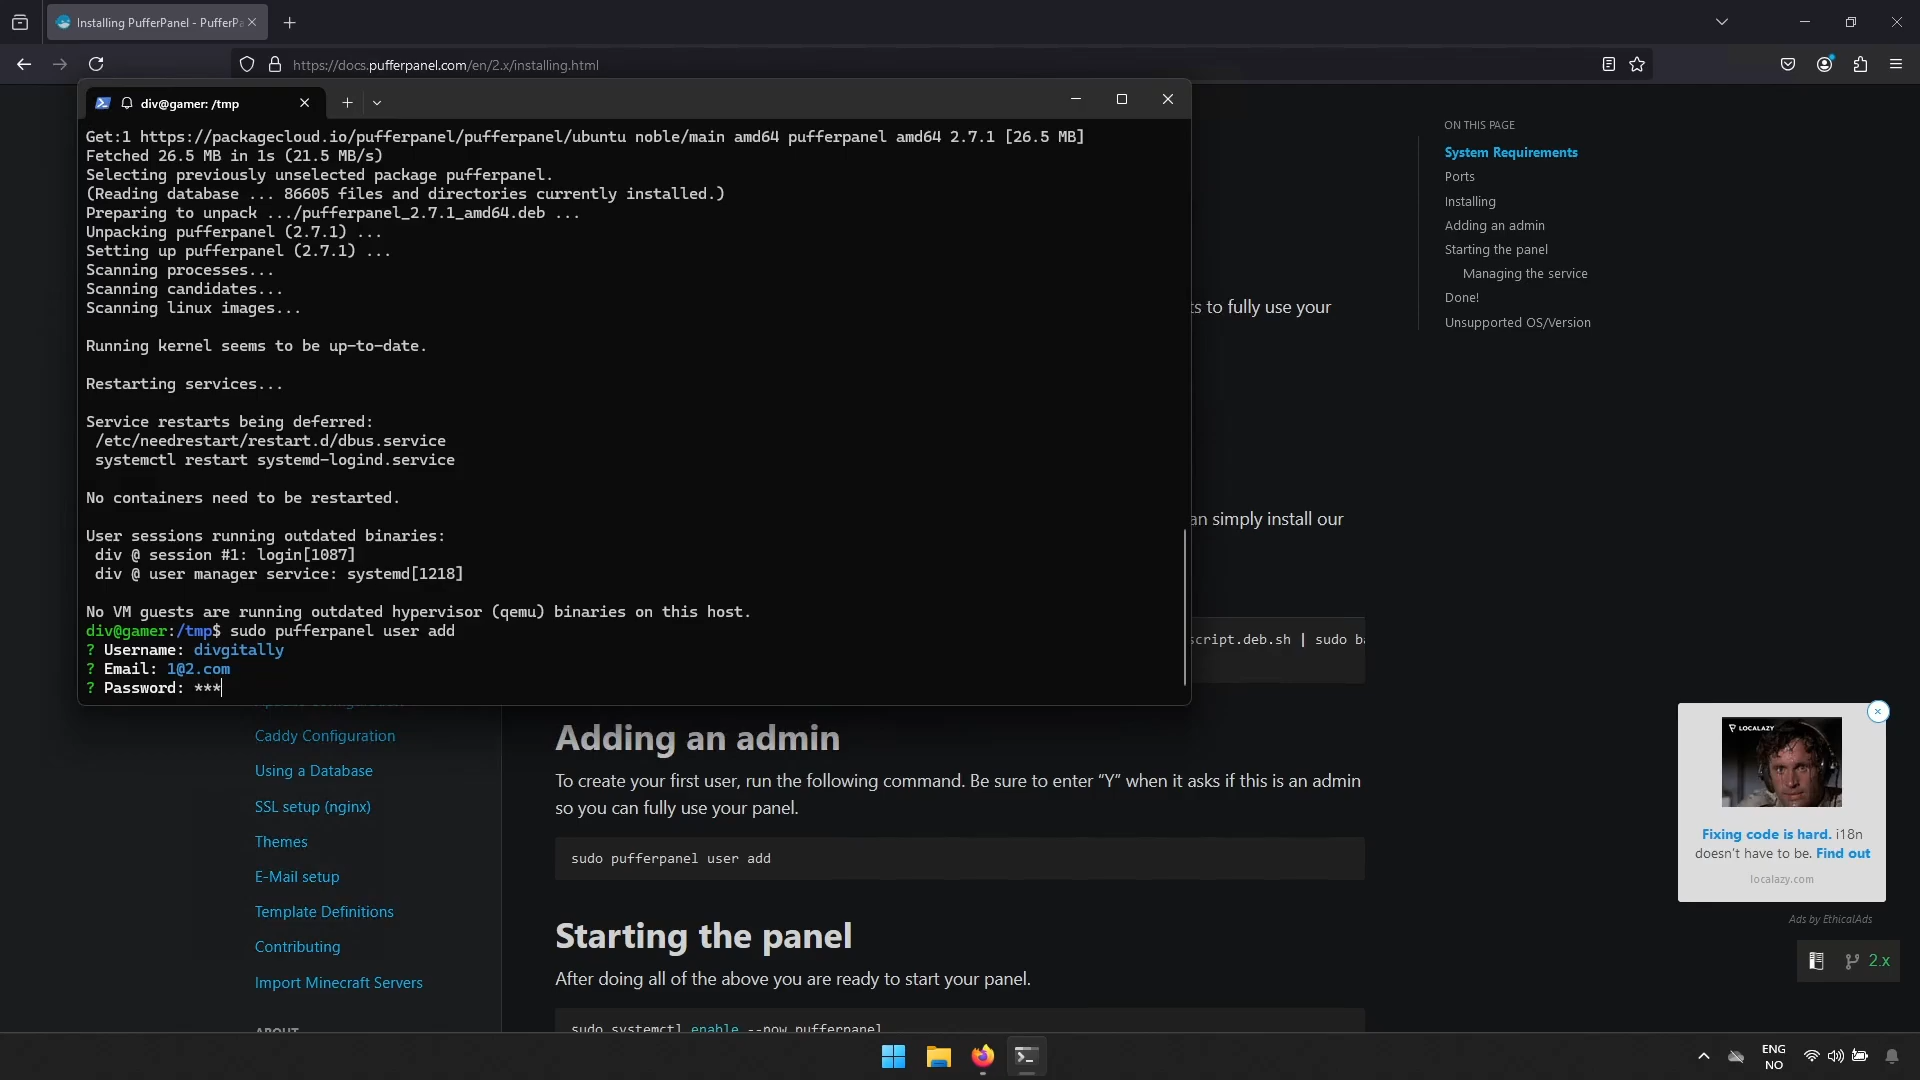 Installing PufferPanel - PufferPa
https://docs.pufferpanel.com/en/2.x/installing.html
div@gamer: /tmp
Get:1 https://packagecloud.io/pufferpanel/pufferpanel/ubuntu noble/main amd64 pufferpanel amd64 2.7.1 [26.5 MB]
Fetched 26.5 MB in 1s (21.5 MB/s)
Selecting previously unselected package pufferpanel.
(Reading database ... 86605 files and directories currently installed.)
Preparing to unpack .../pufferpanel_2.7.1_amd64.deb ...
Unpacking pufferpanel (2.7.1) ...
Setting up pufferpanel (2.7.1) ...
Scanning processes...
Scanning candidates...
Scanning linux images...
Running kernel seems to be up-to-date.
Restarting services...
Service restarts being deferred:
/etc/needrestart/restart.d/dbus.service
systemctl restart systemd-logind.service
No containers need to be restarted.
User sessions running outdated binaries:
div @ session #1: login[1087]
div @ user manager service: systemd[1218]
No VM guests are running outdated hypervisor (qemu) binaries on this host.
div@gamer:/tmp$ sudo pufferpanel user add
? Username: divgitally
? Email: 1@2.com
? Password: ***
ts to fully use your
an simply install our
script.deb.sh | sudo ba
ON THIS PAGE
System Requirements
Ports
Installing
Adding an admin
Starting the panel
Managing the service
Done!
Unsupported OS/Version
Caddy Configuration
Using a Database
SSL setup (nginx)
Themes
E-Mail setup
Template Definitions
Contributing
Import Minecraft Servers
ABOUT
Adding an admin
To create your first user, run the following command. Be sure to enter “Y” when it asks if this is an admin
so you can fully use your panel.
sudo pufferpanel user add
Starting the panel
After doing all of the above you are ready to start your panel.
sudo systemctl enable --now pufferpanel
LOCALAZY
Fixing code is hard. i18n
doesn't have to be. Find out
localazy.com
Ads by EthicalAds
2.x
ENG
NO